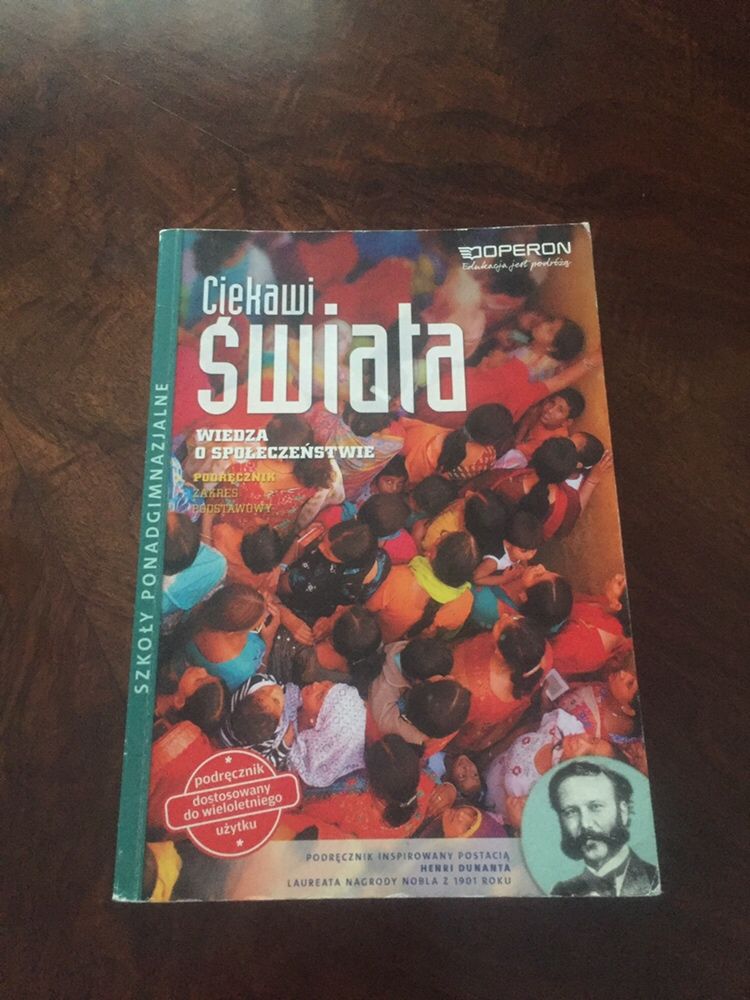 OPERON
Edukacja jest podróżą
Ciekawi
świata
WIEDZA
O SPOŁECZEŃSTWIE
PODRĘCZNIK
ZAKRES
PODSTAWOWY
SZKOŁY PONADGIMNAZJALNE
podręcznik
dostosowany
do wieloletniego
użytku
PODRĘCZNIK INSPIROWANY POSTACIĄ
HENRI DUNANTA
LAUREATA NAGRODY NOBLA Z 1901 ROKU